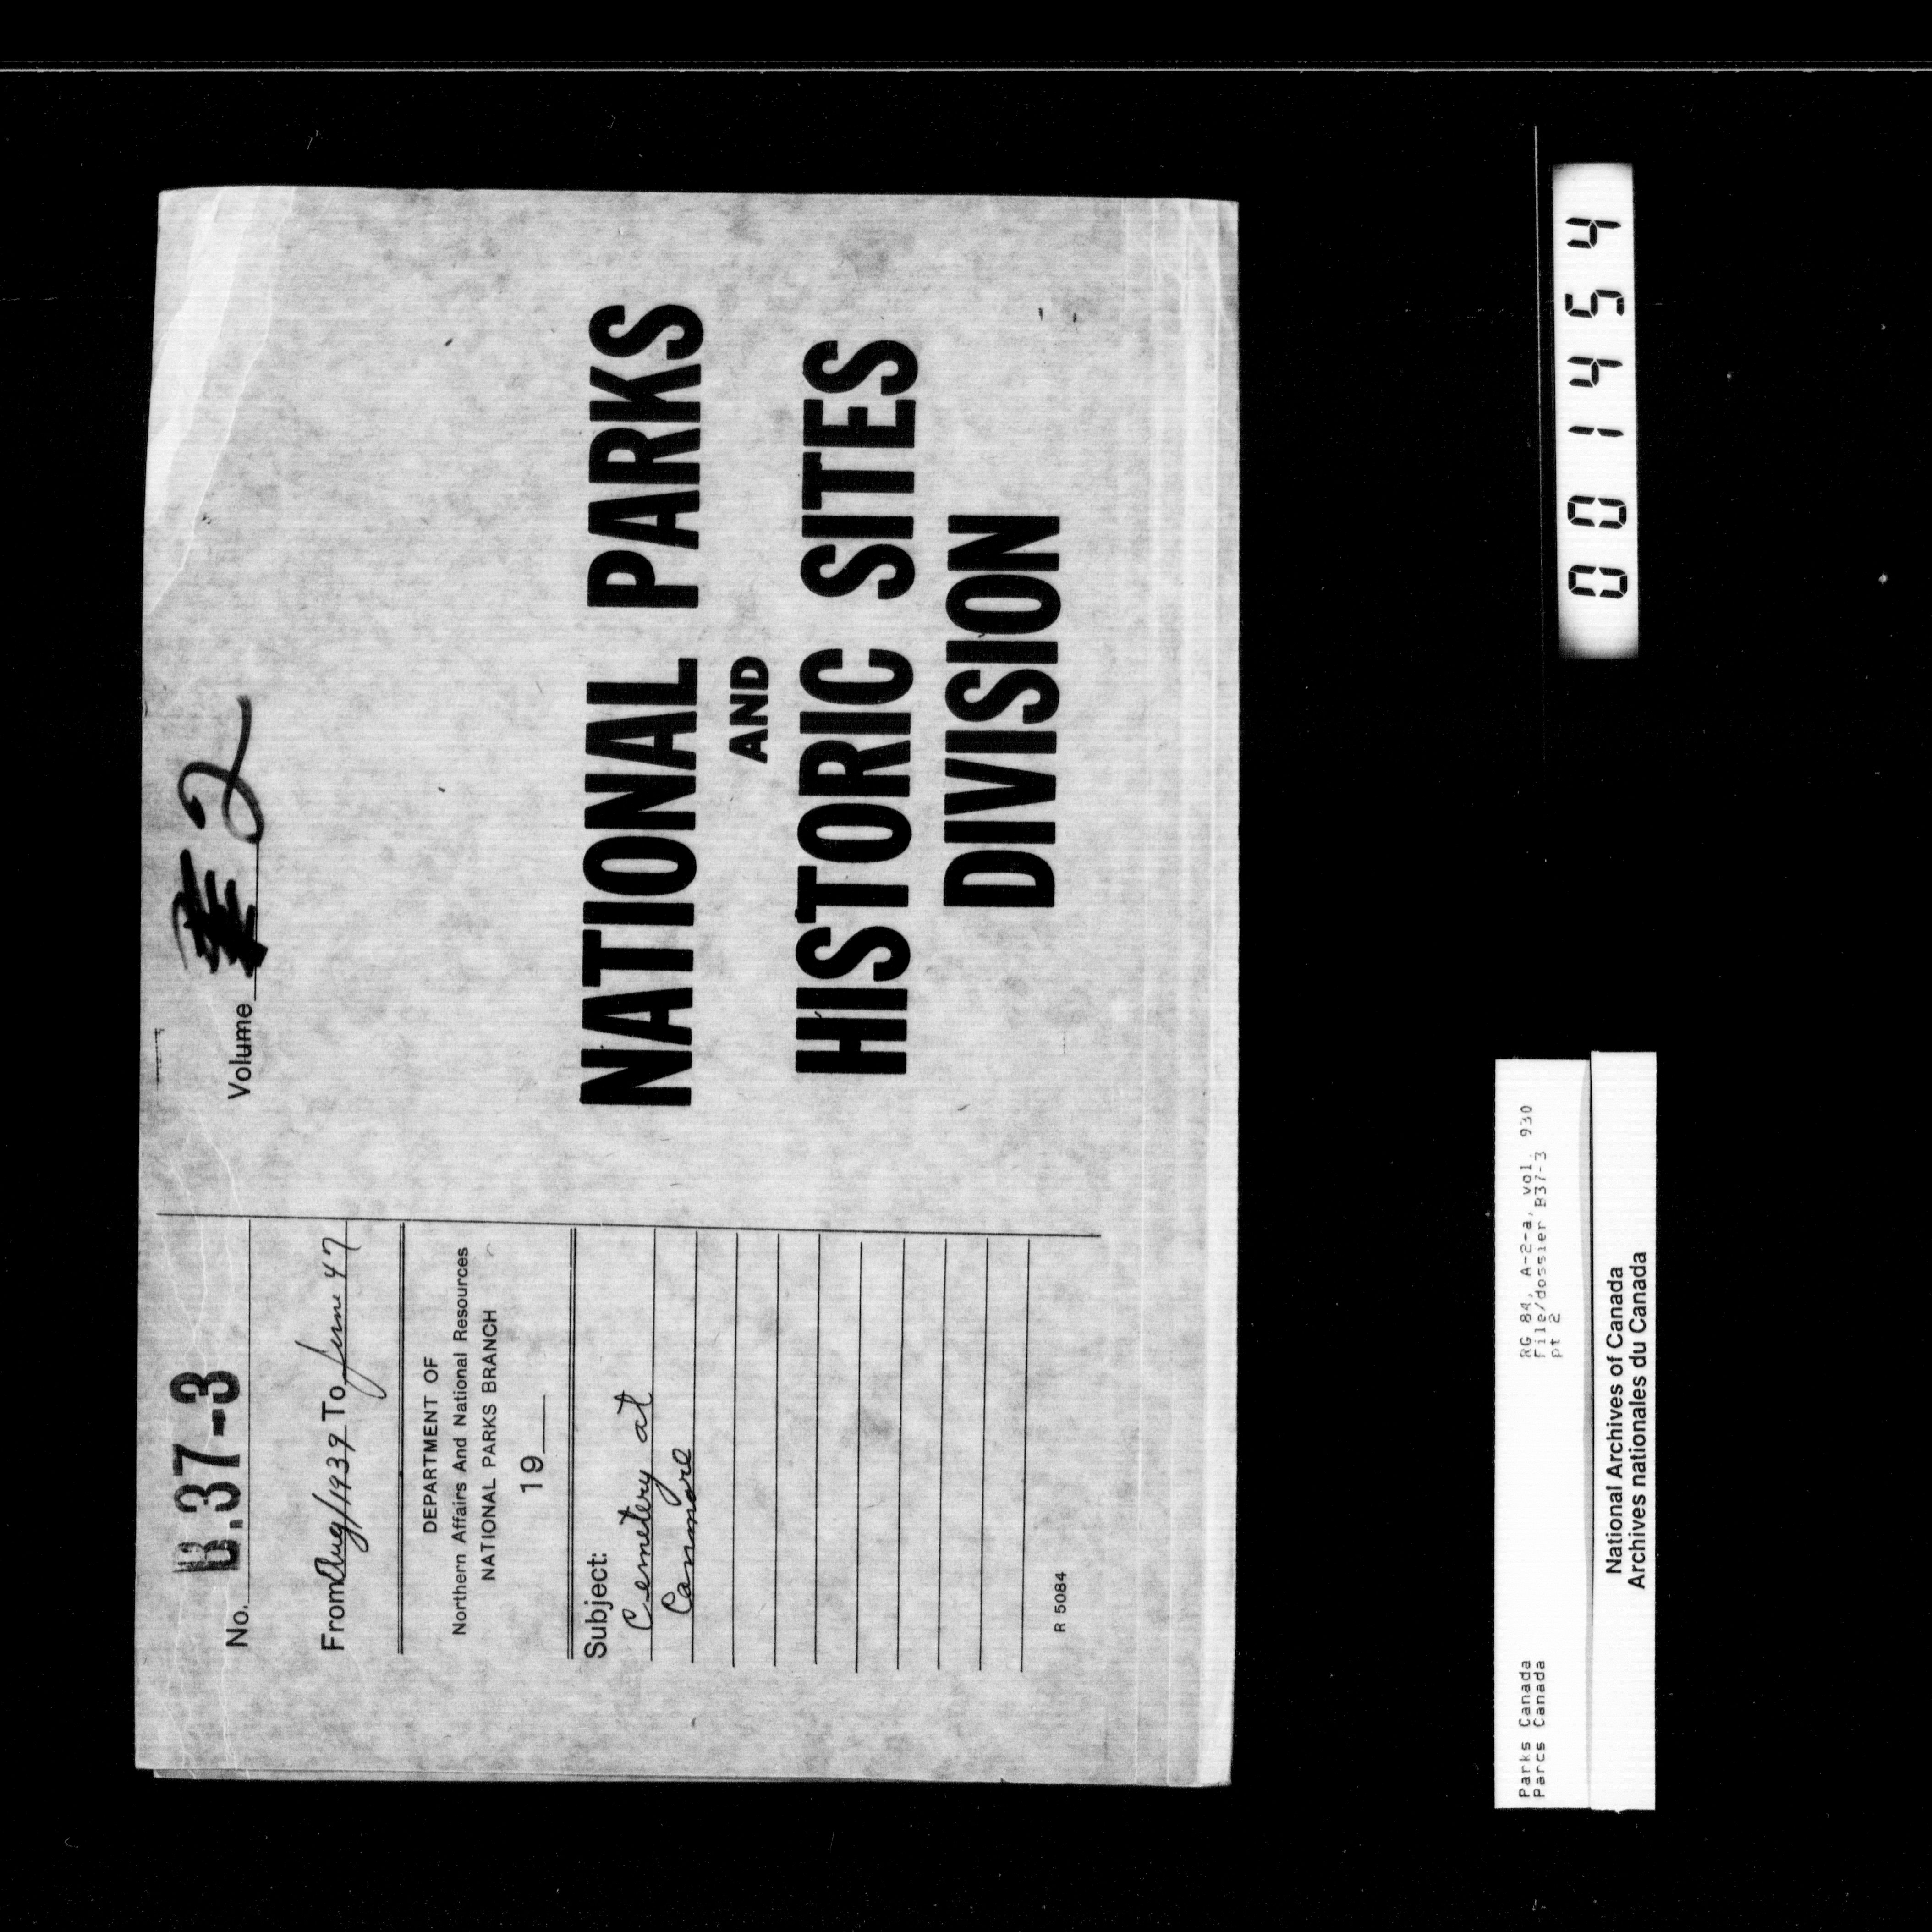 No. B.37-3
Volume 2
From Aug/1939 To June 47
DEPARTMENT OF
Northern Affairs And National Resources
NATIONAL PARKS BRANCH
19
Subject:
Cemetery at
Canmore
R 5084
NATIONAL PARKS
AND
HISTORIC SITES
DIVISION
001454
Parks Canada
Parcs Canada
RG 84, A-2-a, vol. 930
File/dossier B37-3
pt 2
National Archives of Canada
Archives nationales du Canada